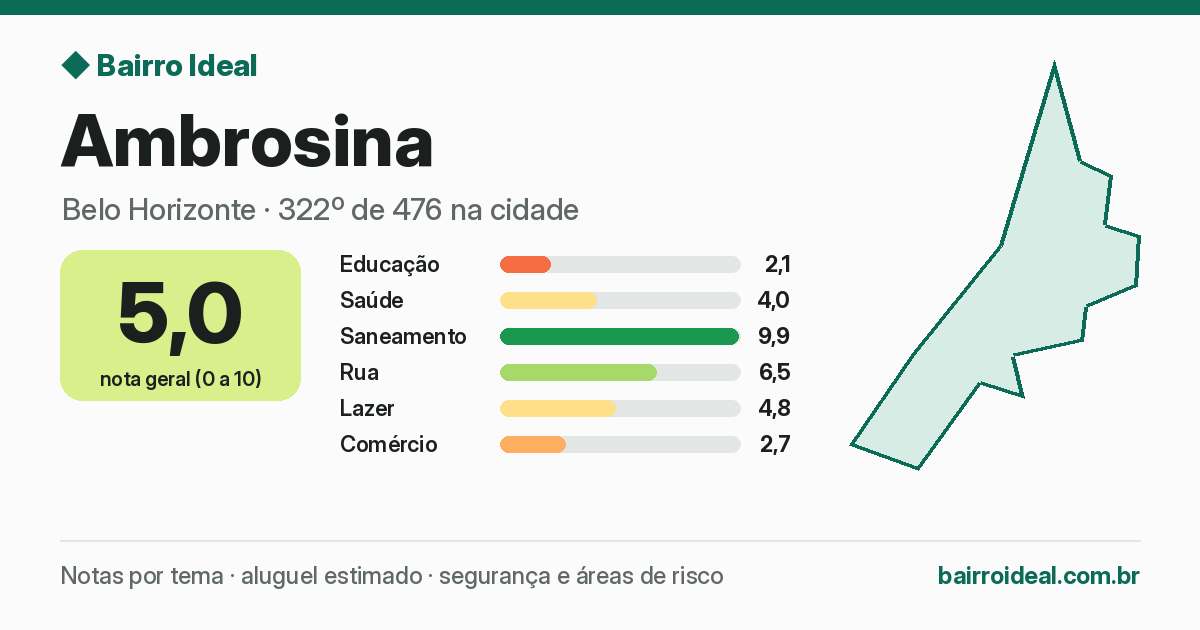 Bairro Ideal
Ambrosina
Belo Horizonte · 322º de 476 na cidade
5,0
nota geral (0 a 10)
Educação 2,1
Saúde 4,0
Saneamento 9,9
Rua 6,5
Lazer 4,8
Comércio 2,7
Notas por tema · aluguel estimado · segurança e áreas de risco
bairroideal.com.br